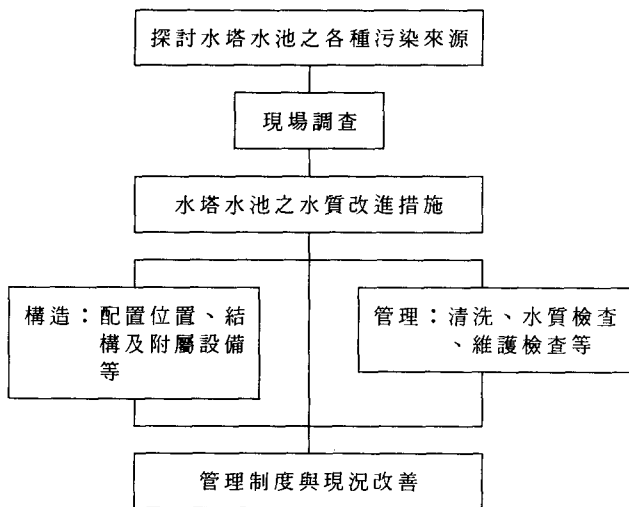 探討水塔水池之各種污染來源
現場調查
水塔水池之水質改進措施
構造：配置位置、結
構及附屬設備
等
管理：清洗、水質檢查
、維護檢查等
管理制度與現況改善